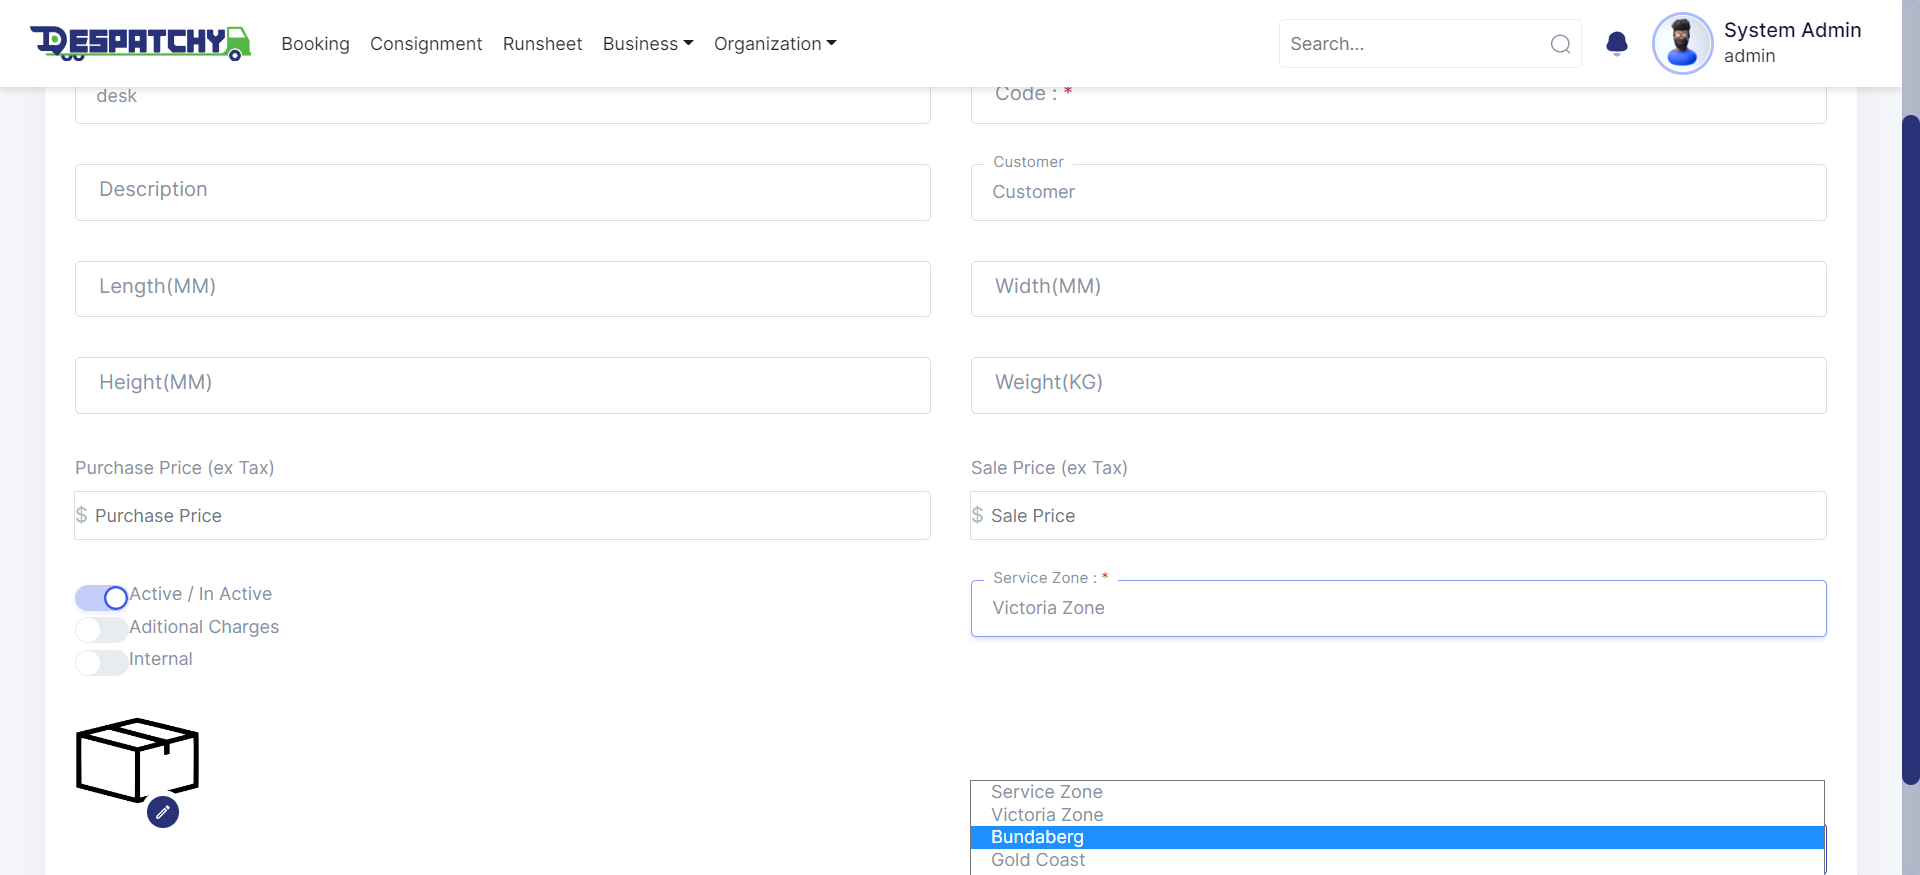 DESPATCHY
Booking
Consignment
Runsheet
Business
Organization
Search...
System Admin
admin
desk
Code : *
Description
Customer
Customer
Length(MM)
Width(MM)
Height(MM)
Weight(KG)
Purchase Price (ex Tax)
Sale Price (ex Tax)
$ Purchase Price
$ Sale Price
Active / In Active
Aditional Charges
Internal
Service Zone : *
Victoria Zone
Service Zone
Victoria Zone
Bundaberg
Gold Coast